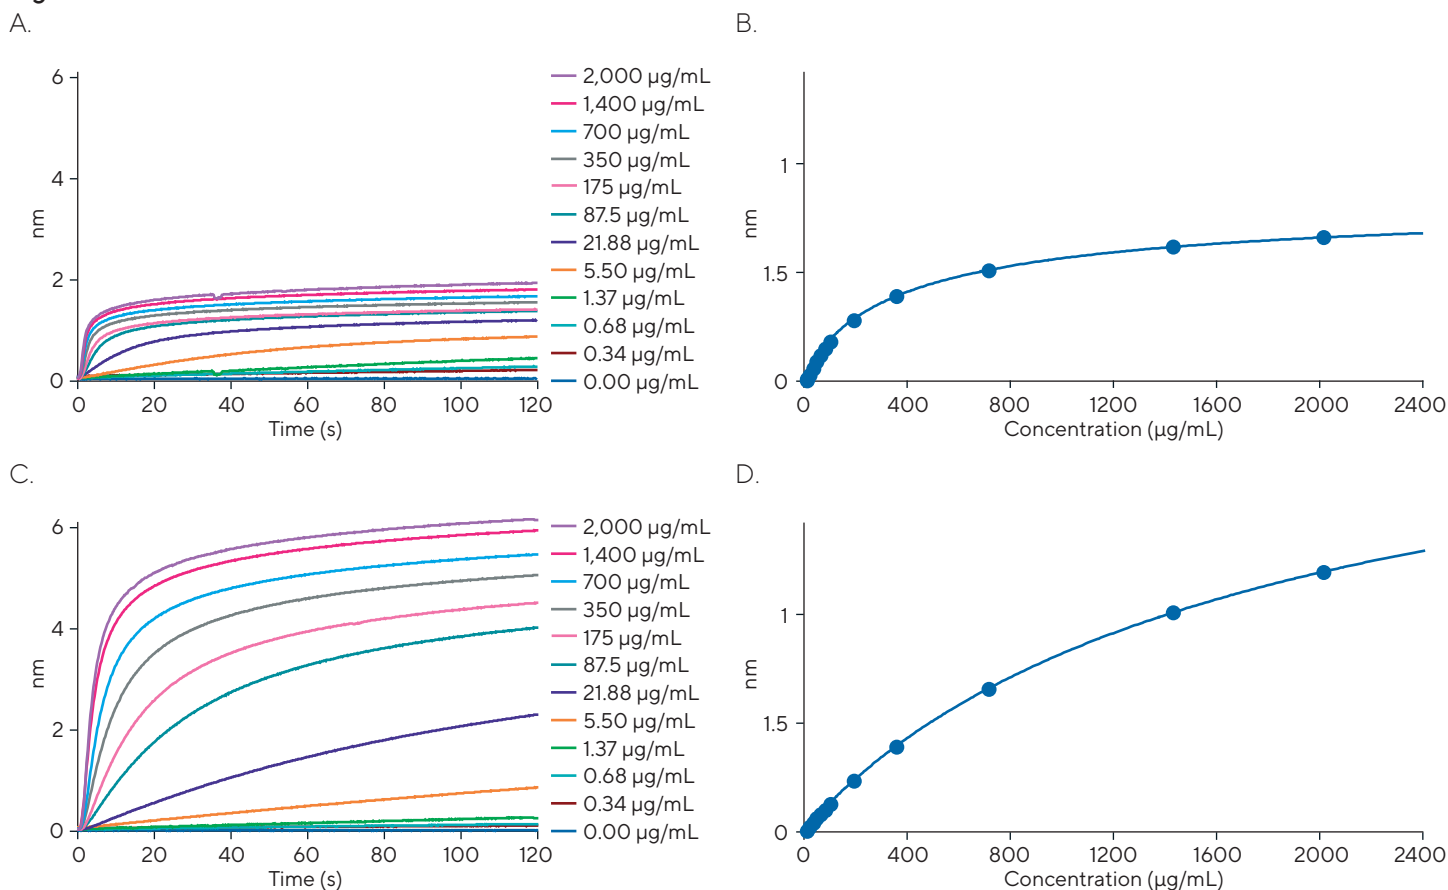 A.
6
4
2
0
nm
0 20 40 60 80 100 120
Time (s)
2,000 µg/mL
1,400 µg/mL
700 µg/mL
350 µg/mL
175 µg/mL
87.5 µg/mL
21.88 µg/mL
5.50 µg/mL
1.37 µg/mL
0.68 µg/mL
0.34 µg/mL
0.00 µg/mL
B.
1
1.5
0
nm
0 400 800 1200 1600 2000 2400
Concentration (µg/mL)
C.
6
4
2
0
nm
0 20 40 60 80 100 120
Time (s)
2,000 µg/mL
1,400 µg/mL
700 µg/mL
350 µg/mL
175 µg/mL
87.5 µg/mL
21.88 µg/mL
5.50 µg/mL
1.37 µg/mL
0.68 µg/mL
0.34 µg/mL
0.00 µg/mL
D.
1
1.5
0
nm
0 400 800 1200 1600 2000 2400
Concentration (µg/mL)